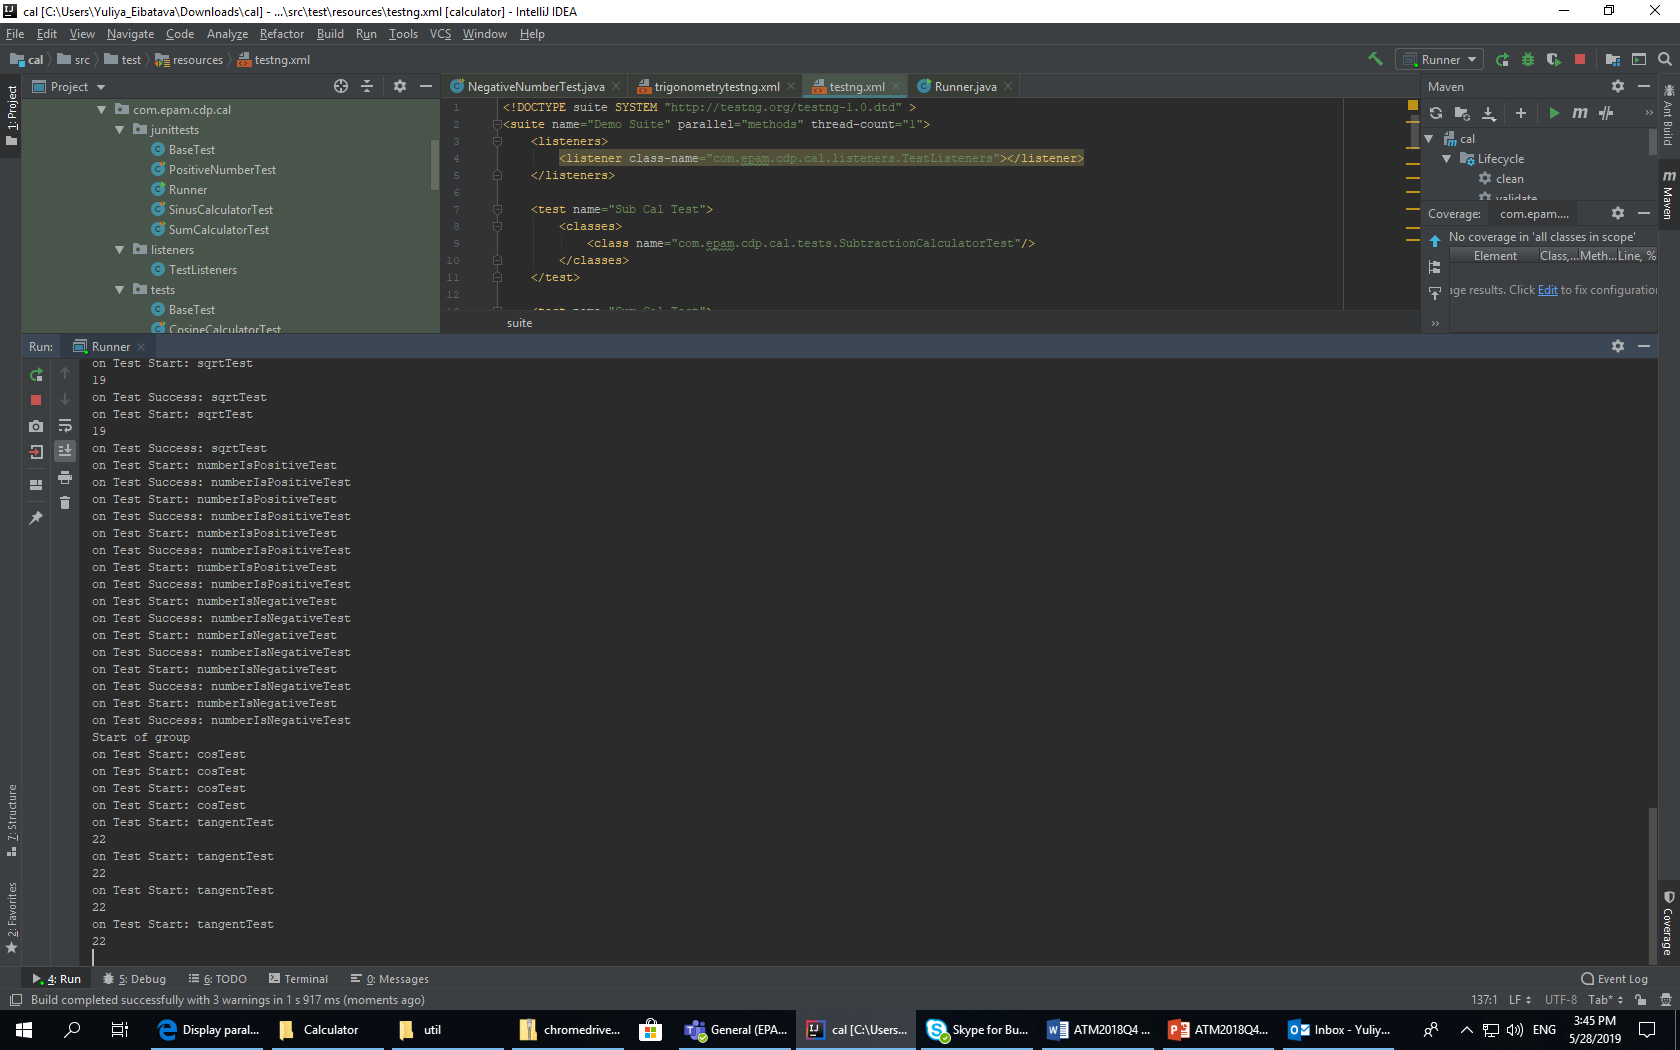 cal [C:\Users\Yuliya_Eibatava\Downloads\cal] - ...\src\test\resources\testng.xml [calculator] - IntelliJ IDEA
File Edit View Navigate Code Analyze Refactor Build Run Tools VCS Window Help
cal src test resources testng.xml Runner
1: Project
Project
com.epam.cdp.cal
junittests
BaseTest
PositiveNumberTest
Runner
SinusCalculatorTest
SumCalculatorTest
listeners
TestListeners
tests
BaseTest
CosineCalculatorTest
NegativeNumberTest.java trigonometrytestng.xml testng.xml Runner.java
1 <!DOCTYPE suite SYSTEM "http://testng.org/testng-1.0.dtd" >
2 <suite name="Demo Suite" parallel="methods" thread-count="1">
3 <listeners>
4 <listener class-name="com.epam.cdp.cal.listeners.TestListeners"></listener>
5 </listeners>
6
7 <test name="Sub Cal Test">
8 <classes>
9 <class name="com.epam.cdp.cal.tests.SubtractionCalculatorTest"/>
10 </classes>
11 </test>
12
<test name="Sum Cal Test">
suite
Maven
cal
Lifecycle
clean
validate
Coverage: com.epam....
No coverage in 'all classes in scope'
Element Class,... Meth... Line, %
age results. Click Edit to fix configuration
Ant Build
Maven
Coverage
Run: Runner
on Test Start: sqrtTest
19
on Test Success: sqrtTest
on Test Start: sqrtTest
19
on Test Success: sqrtTest
on Test Start: numberIsPositiveTest
on Test Success: numberIsPositiveTest
on Test Start: numberIsPositiveTest
on Test Success: numberIsPositiveTest
on Test Start: numberIsPositiveTest
on Test Success: numberIsPositiveTest
on Test Start: numberIsPositiveTest
on Test Success: numberIsPositiveTest
on Test Start: numberIsNegativeTest
on Test Success: numberIsNegativeTest
on Test Start: numberIsNegativeTest
on Test Success: numberIsNegativeTest
on Test Start: numberIsNegativeTest
on Test Success: numberIsNegativeTest
on Test Start: numberIsNegativeTest
on Test Success: numberIsNegativeTest
Start of group
on Test Start: cosTest
on Test Start: cosTest
on Test Start: cosTest
on Test Start: cosTest
on Test Start: tangentTest
22
on Test Start: tangentTest
22
on Test Start: tangentTest
22
on Test Start: tangentTest
22
7: Structure
2: Favorites
4: Run 5: Debug 6: TODO Terminal 0: Messages Event Log
Build completed successfully with 3 warnings in 1 s 917 ms (moments ago) 137:1 LF UTF-8 Tab*
Display paral... Calculator util chromedrive... General (EPA... cal [C:\Users... Skype for Bu... ATM2018Q4 ... ATM2018Q4... Inbox - Yuliy... ENG
3:45 PM
5/28/2019